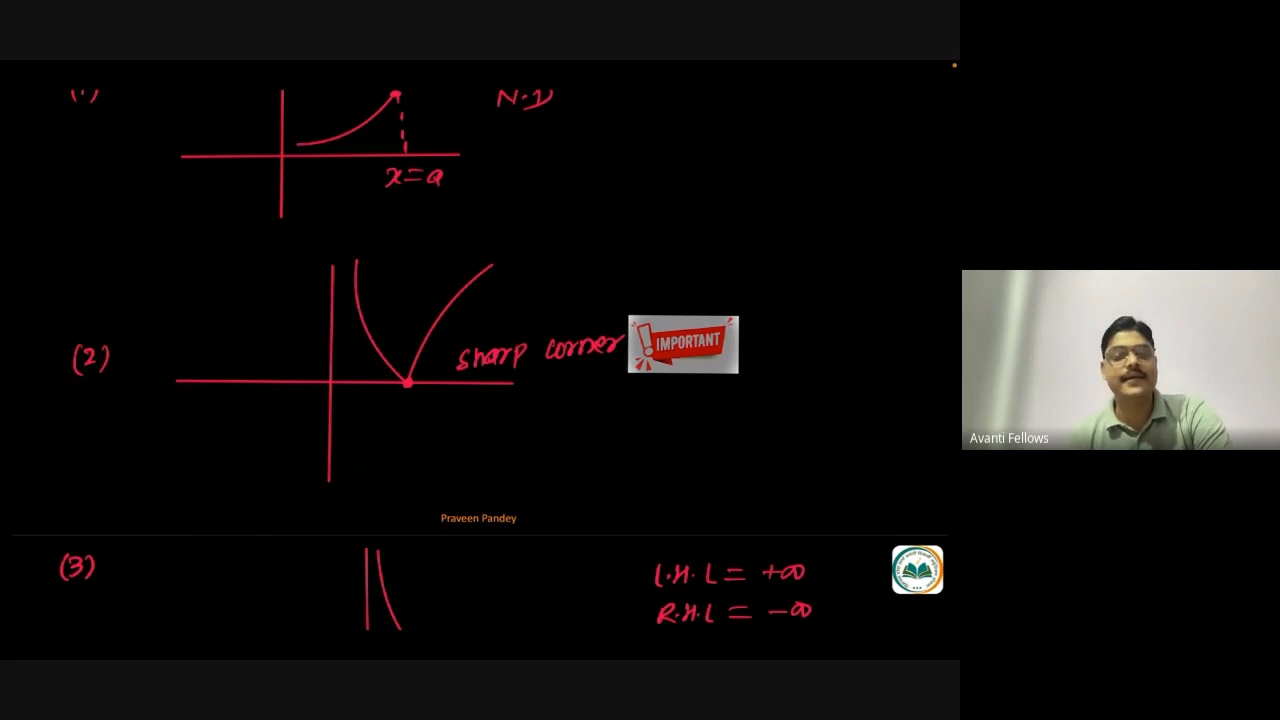 (1)
N.D
x=a
(2)
sharp corner
IMPORTANT
Praveen Pandey
(3)
L.H.L = +∞
R.H.L = -∞
Avanti Fellows